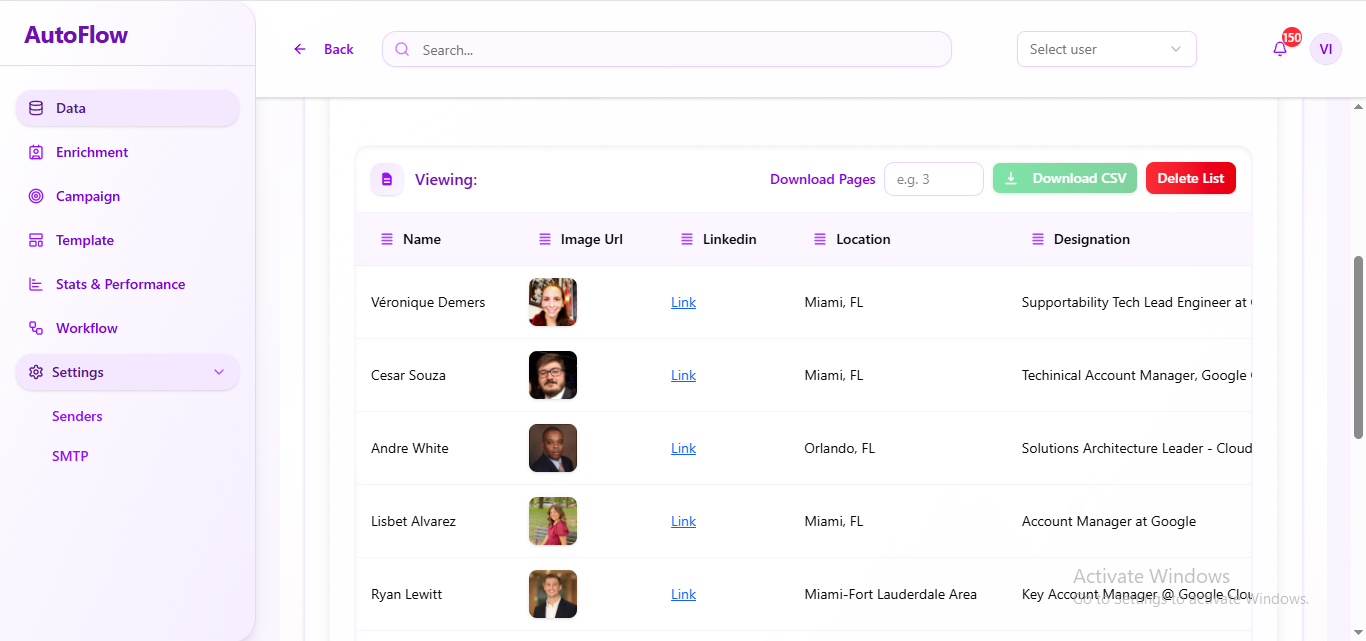 AutoFlow
Back
Search...
Select user
150
VI
Data
Enrichment
Campaign
Template
Stats & Performance
Workflow
Settings
Senders
SMTP
Viewing:
Download Pages
e.g. 3
Download CSV
Delete List
Name Image Url Linkedin Location Designation
Véronique Demers Link Miami, FL Supportability Tech Lead Engineer at
Cesar Souza Link Miami, FL Techinical Account Manager, Google
Andre White Link Orlando, FL Solutions Architecture Leader - Cloud
Lisbet Alvarez Link Miami, FL Account Manager at Google
Ryan Lewitt Link Miami-Fort Lauderdale Area Key Account Manager @ Google
Activate Windows
Go to Settings to activate Windows.